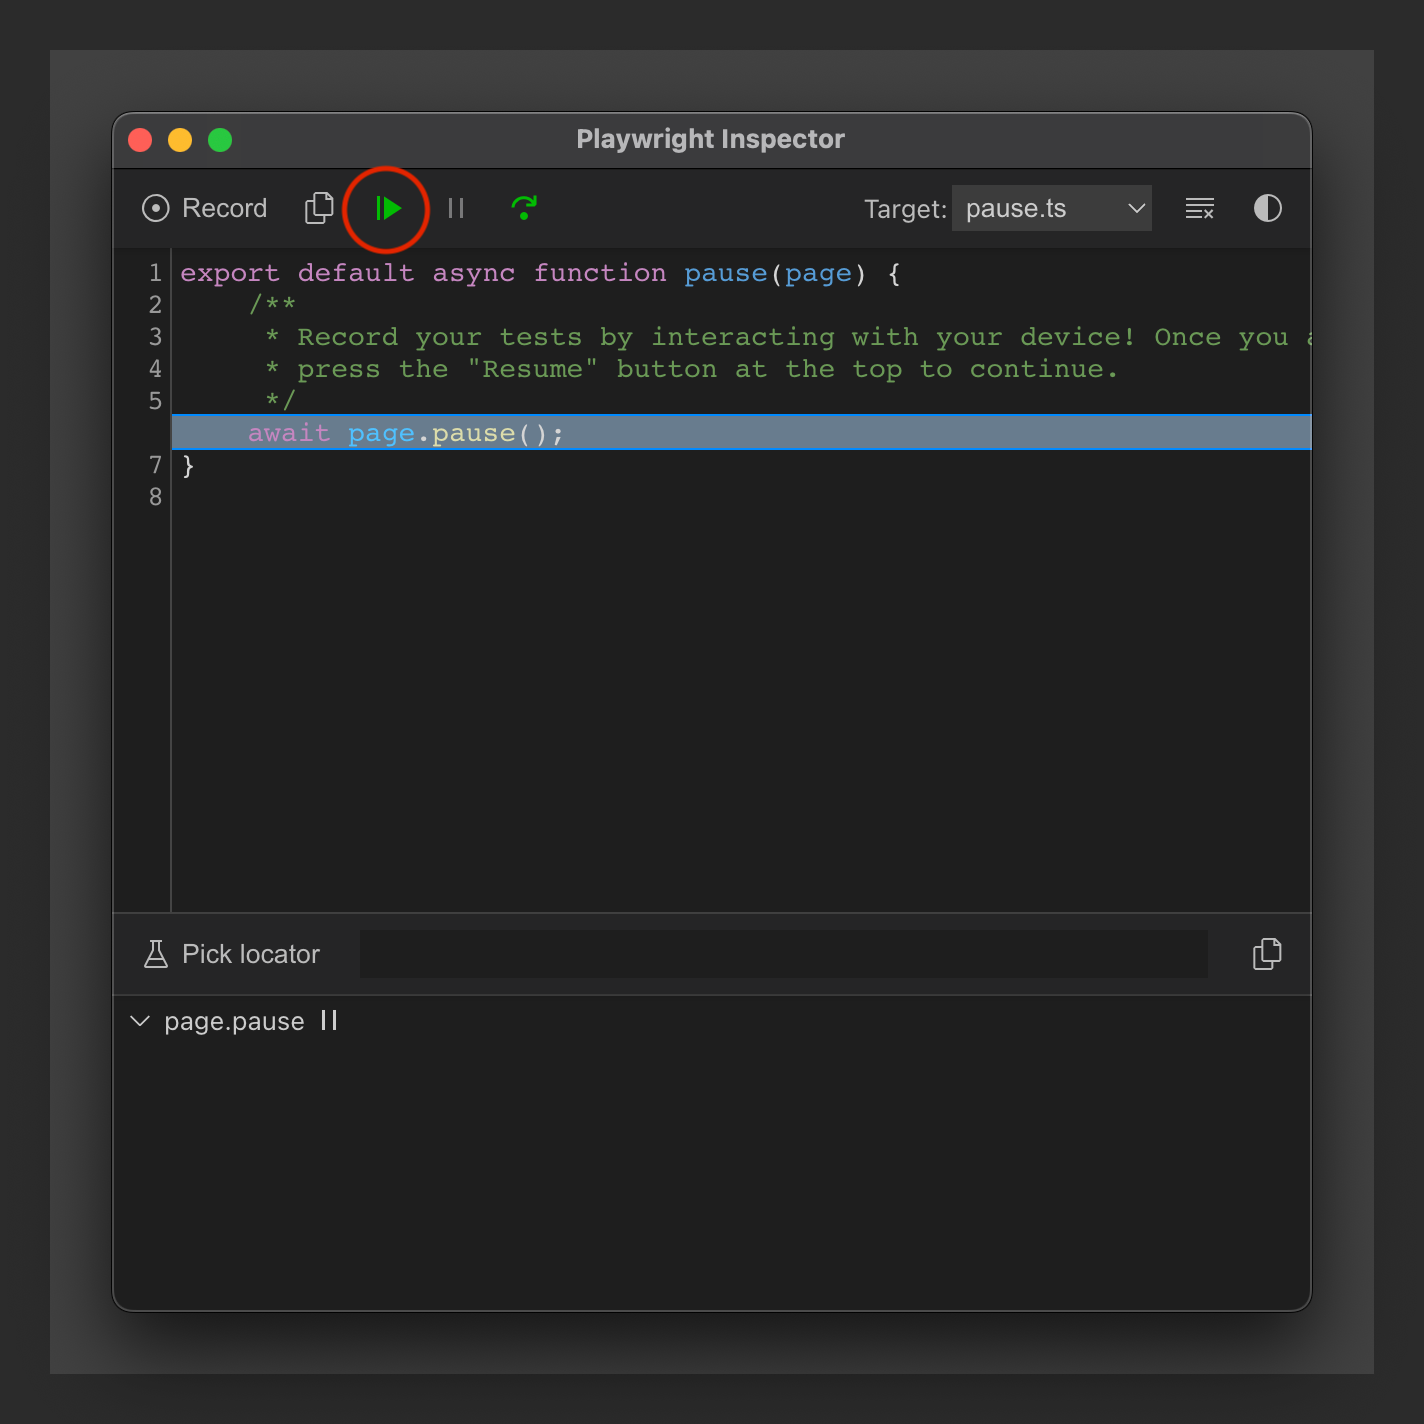 Playwright Inspector
Record
Target: pause.ts
1 export default async function pause(page) {
2 /**
3 * Record your tests by interacting with your device! Once you
4 * press the "Resume" button at the top to continue.
5 */
await page.pause();
7 }
8
Pick locator
page.pause